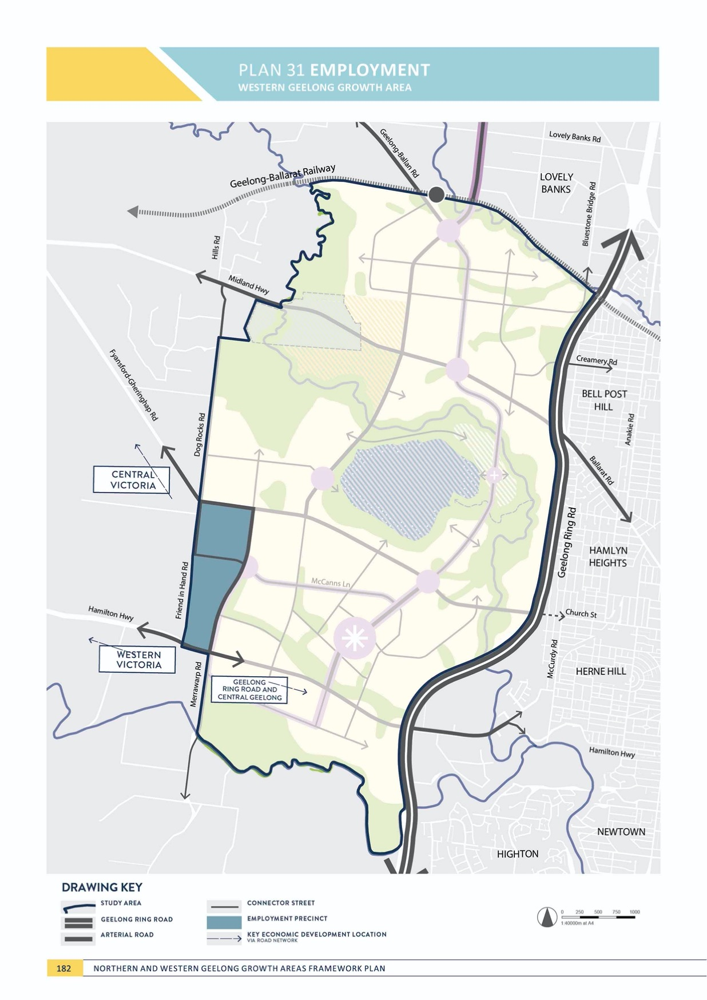 PLAN 31 EMPLOYMENT
WESTERN GEELONG GROWTH AREA
Geelong-Ballan Rd
Lovely Banks Rd
LOVELY
BANKS
Geelong-Ballarat Railway
Bluestone Bridge Rd
Hills Rd
Midland Hwy
Fyansford-Gheringhap Rd
Creamery Rd
BELL POST
HILL
Anakie Rd
Dog Rocks Rd
Ballarat Rd
CENTRAL
VICTORIA
Geelong Ring Rd
HAMLYN
HEIGHTS
Friend in Hand Rd
McCanns Ln
Hamilton Hwy
Church St
WESTERN
VICTORIA
McCurdy Rd
HERNE HILL
Merrawarp Rd
GEELONG
RING ROAD AND
CENTRAL GEELONG
Hamilton Hwy
NEWTOWN
HIGHTON
DRAWING KEY
STUDY AREA
GEELONG RING ROAD
ARTERIAL ROAD
CONNECTOR STREET
EMPLOYMENT PRECINCT
KEY ECONOMIC DEVELOPMENT LOCATION
VIA ROAD NETWORK
0 250 500 750 1000
1:40000m at A4
182 NORTHERN AND WESTERN GEELONG GROWTH AREAS FRAMEWORK PLAN